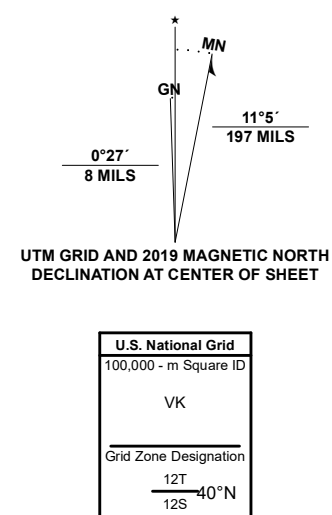 ★
MN
GN
11°5´
197 MILS
0°27´
8 MILS
UTM GRID AND 2019 MAGNETIC NORTH
DECLINATION AT CENTER OF SHEET
U.S. National Grid
100,000 - m Square ID
VK
Grid Zone Designation
12T
40°N
12S